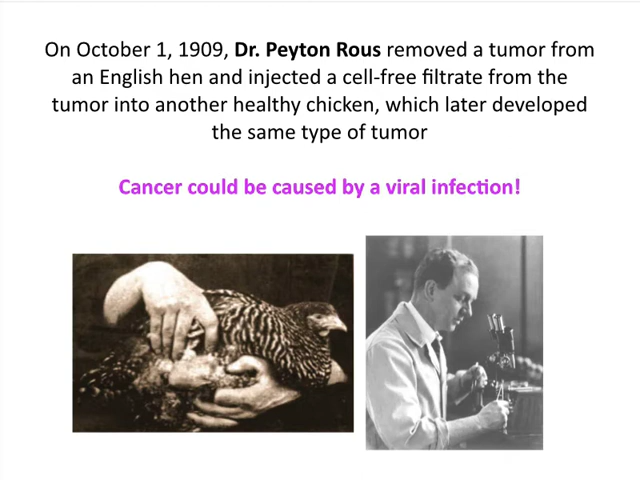 On October 1, 1909, Dr. Peyton Rous removed a tumor from
an English hen and injected a cell-free filtrate from the
tumor into another healthy chicken, which later developed
the same type of tumor
Cancer could be caused by a viral infection!